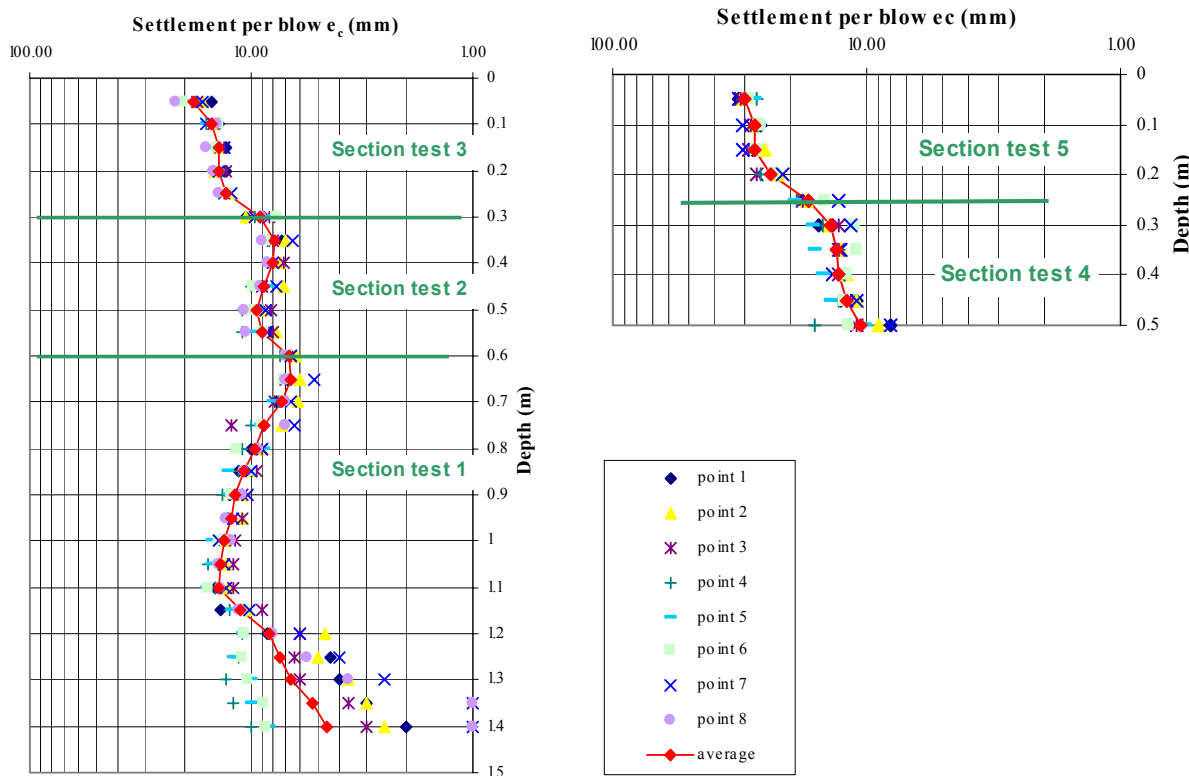 Settlement per blow e_c (mm)
100.00 10.00 1.00
0
0.1
0.2
0.3
0.4
0.5
0.6
0.7
0.8
0.9
1
1.1
1.2
1.3
1.4
1.5
Depth (m)
Section test 3
Section test 2
Section test 1
Settlement per blow ec (mm)
100.00 10.00 1.00
0
0.1
0.2
0.3
0.4
0.5
Depth (m)
Section test 5
Section test 4
point 1
point 2
point 3
point 4
point 5
point 6
point 7
point 8
average